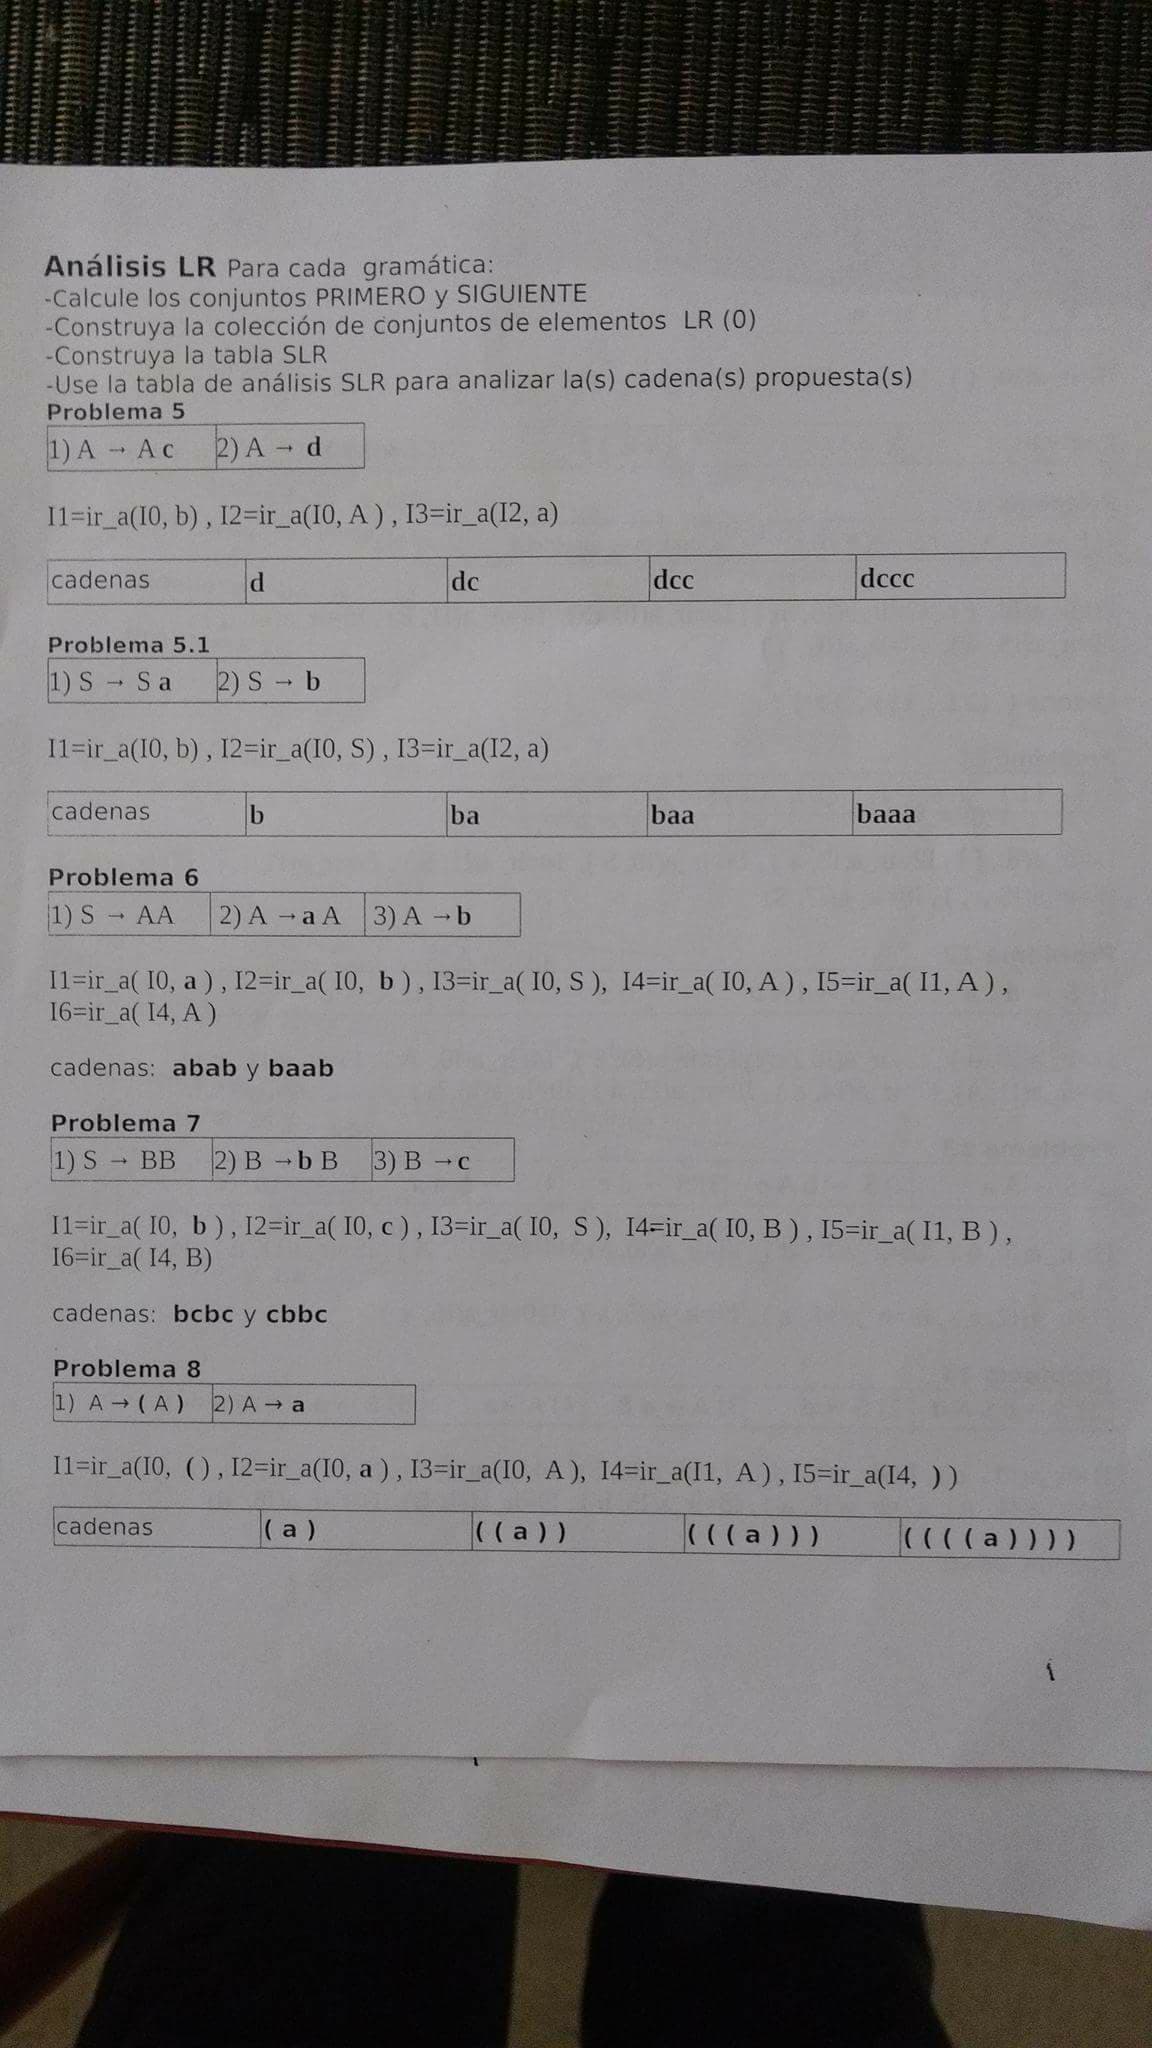 Análisis LR Para cada gramática:
-Calcule los conjuntos PRIMERO y SIGUIENTE
-Construya la colección de conjuntos de elementos LR (0)
-Construya la tabla SLR
-Use la tabla de análisis SLR para analizar la(s) cadena(s) propuesta(s)
Problema 5
1) A → A c 2) A → d
I1=ir_a(I0, b) , I2=ir_a(I0, A ) , I3=ir_a(I2, a)
cadenas d dc dcc dccc
Problema 5.1
1) S → S a 2) S → b
I1=ir_a(I0, b) , I2=ir_a(I0, S) , I3=ir_a(I2, a)
cadenas b ba baa baaa
Problema 6
1) S → AA 2) A →a A 3) A →b
I1=ir_a( I0, a ) , I2=ir_a( I0, b ) , I3=ir_a( I0, S ), I4=ir_a( I0, A ) , I5=ir_a( I1, A ) ,
I6=ir_a( I4, A )
cadenas: abab y baab
Problema 7
1) S → BB 2) B →b B 3) B →c
I1=ir_a( I0, b ) , I2=ir_a( I0, c ) , I3=ir_a( I0, S ), I4=ir_a( I0, B ) , I5=ir_a( I1, B ) ,
I6=ir_a( I4, B)
cadenas: bcbc y cbbc
Problema 8
1) A → ( A ) 2) A → a
I1=ir_a(I0, ( ) , I2=ir_a(I0, a ) , I3=ir_a(I0, A ), I4=ir_a(I1, A ) , I5=ir_a(I4, ) )
cadenas ( a ) ( ( a ) ) ( ( ( a ) ) ) ( ( ( ( a ) ) ) )